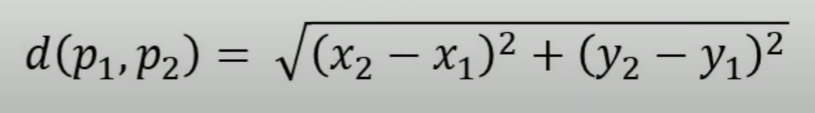 d(p₁,p₂) = √(x₂ − x₁)² + (y₂ − y₁)²